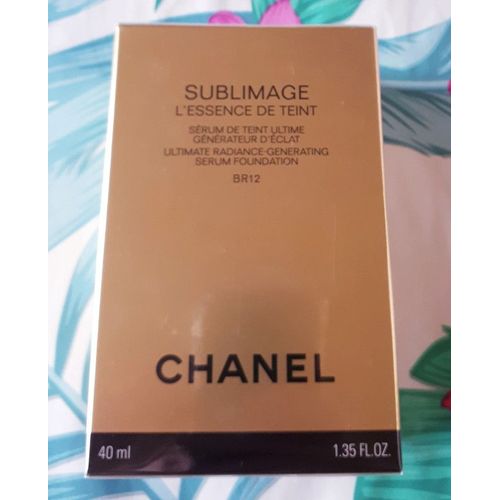 SUBLIMAGE
L'ESSENCE DE TEINT
SÉRUM DE TEINT ULTIME
GÉNÉRATEUR D'ÉCLAT
ULTIMATE RADIANCE-GENERATING
SERUM FOUNDATION
BR12
CHANEL
40 ml 1.35 FL.OZ.